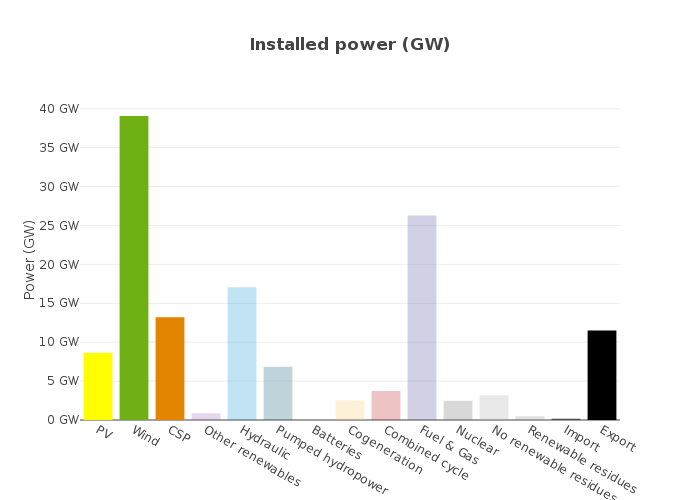 Installed power (GW)
Power (GW)
40 GW
35 GW
30 GW
25 GW
20 GW
15 GW
10 GW
5 GW
0 GW
PV
Wind
CSP
Other renewables
Hydraulic
Pumped hydropower
Batteries
Cogeneration
Combined cycle
Fuel & Gas
Nuclear
No renewable residues
Renewable residues
Import
Export